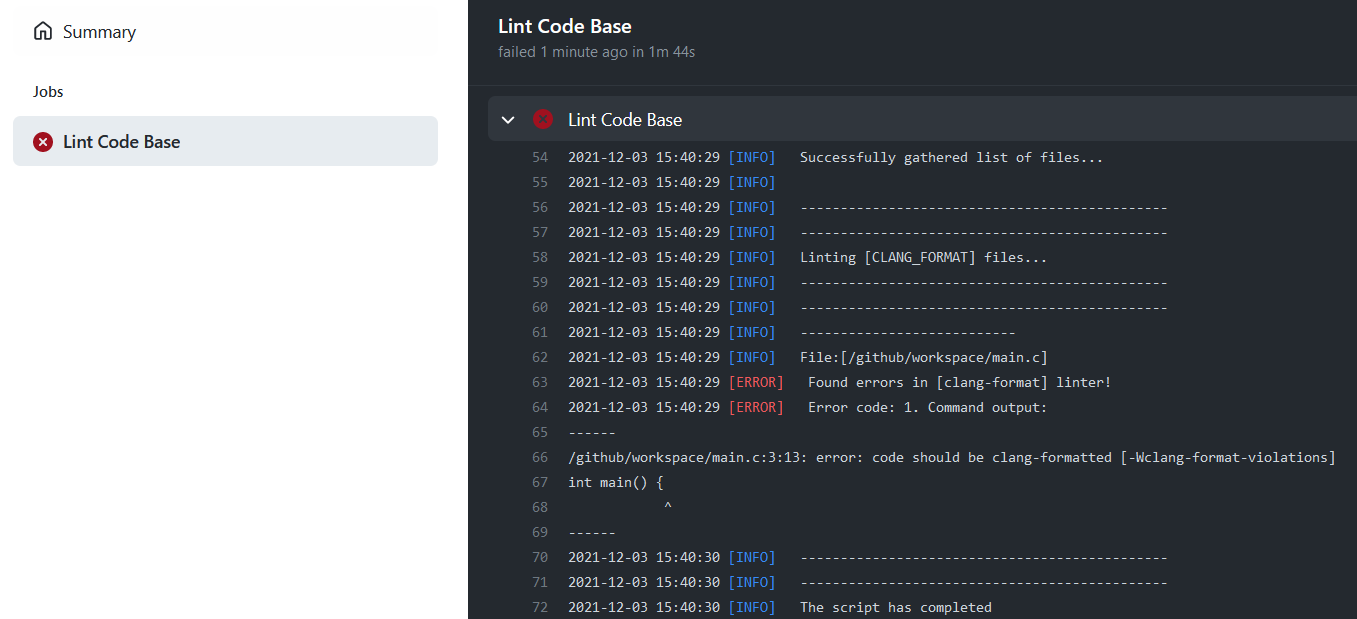 Summary
Jobs
Lint Code Base
Lint Code Base
failed 1 minute ago in 1m 44s
Lint Code Base
54 2021-12-03 15:40:29 [INFO]   Successfully gathered list of files...
55 2021-12-03 15:40:29 [INFO]
56 2021-12-03 15:40:29 [INFO]   ----------------------------------------------
57 2021-12-03 15:40:29 [INFO]   ----------------------------------------------
58 2021-12-03 15:40:29 [INFO]   Linting [CLANG_FORMAT] files...
59 2021-12-03 15:40:29 [INFO]   ----------------------------------------------
60 2021-12-03 15:40:29 [INFO]   ----------------------------------------------
61 2021-12-03 15:40:29 [INFO]   ---------------------------
62 2021-12-03 15:40:29 [INFO]   File:[/github/workspace/main.c]
63 2021-12-03 15:40:29 [ERROR]   Found errors in [clang-format] linter!
64 2021-12-03 15:40:29 [ERROR]   Error code: 1. Command output:
65 ------
66 /github/workspace/main.c:3:13: error: code should be clang-formatted [-Wclang-format-violations]
67 int main() {
68             ^
69 ------
70 2021-12-03 15:40:30 [INFO]   ----------------------------------------------
71 2021-12-03 15:40:30 [INFO]   ----------------------------------------------
72 2021-12-03 15:40:30 [INFO]   The script has completed